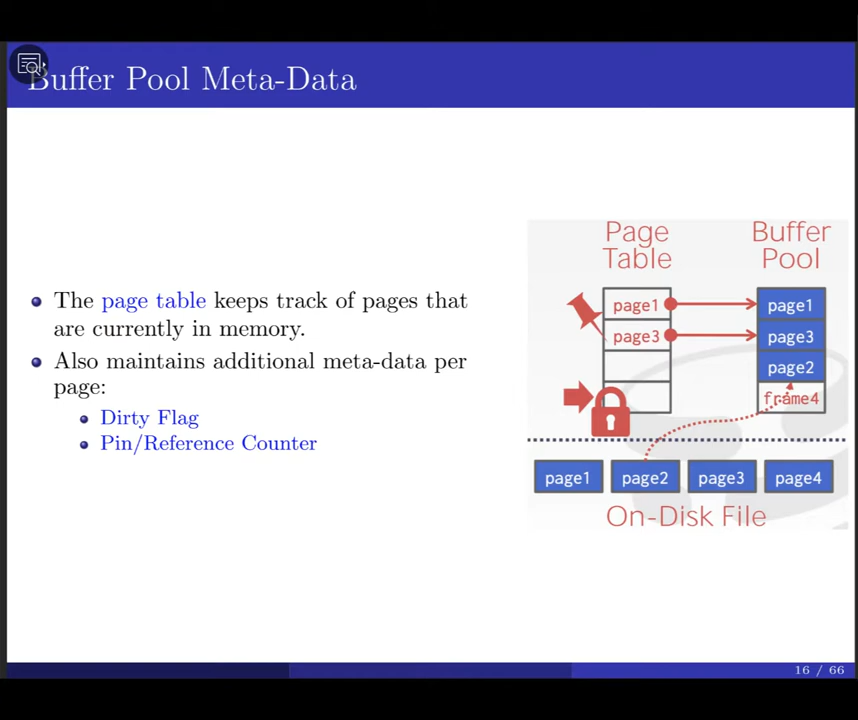 Buffer Pool Meta-Data
The page table keeps track of pages that
are currently in memory.
Also maintains additional meta-data per
page:
Dirty Flag
Pin/Reference Counter
Page
Table
Buffer
Pool
page1
page3
page1
page3
page2
frame4
page1
page2
page3
page4
On-Disk File
16 / 66